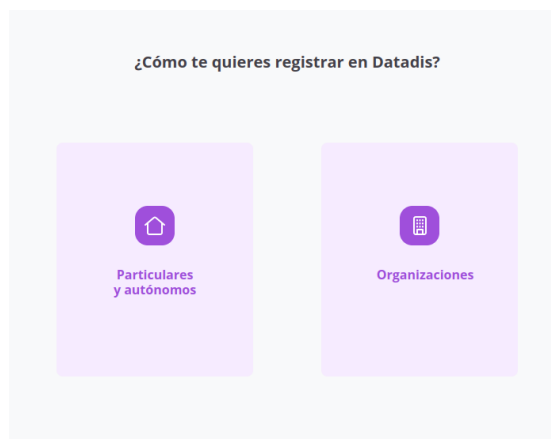 ¿Cómo te quieres registrar en Datadis?
Particulares
y autónomos
Organizaciones